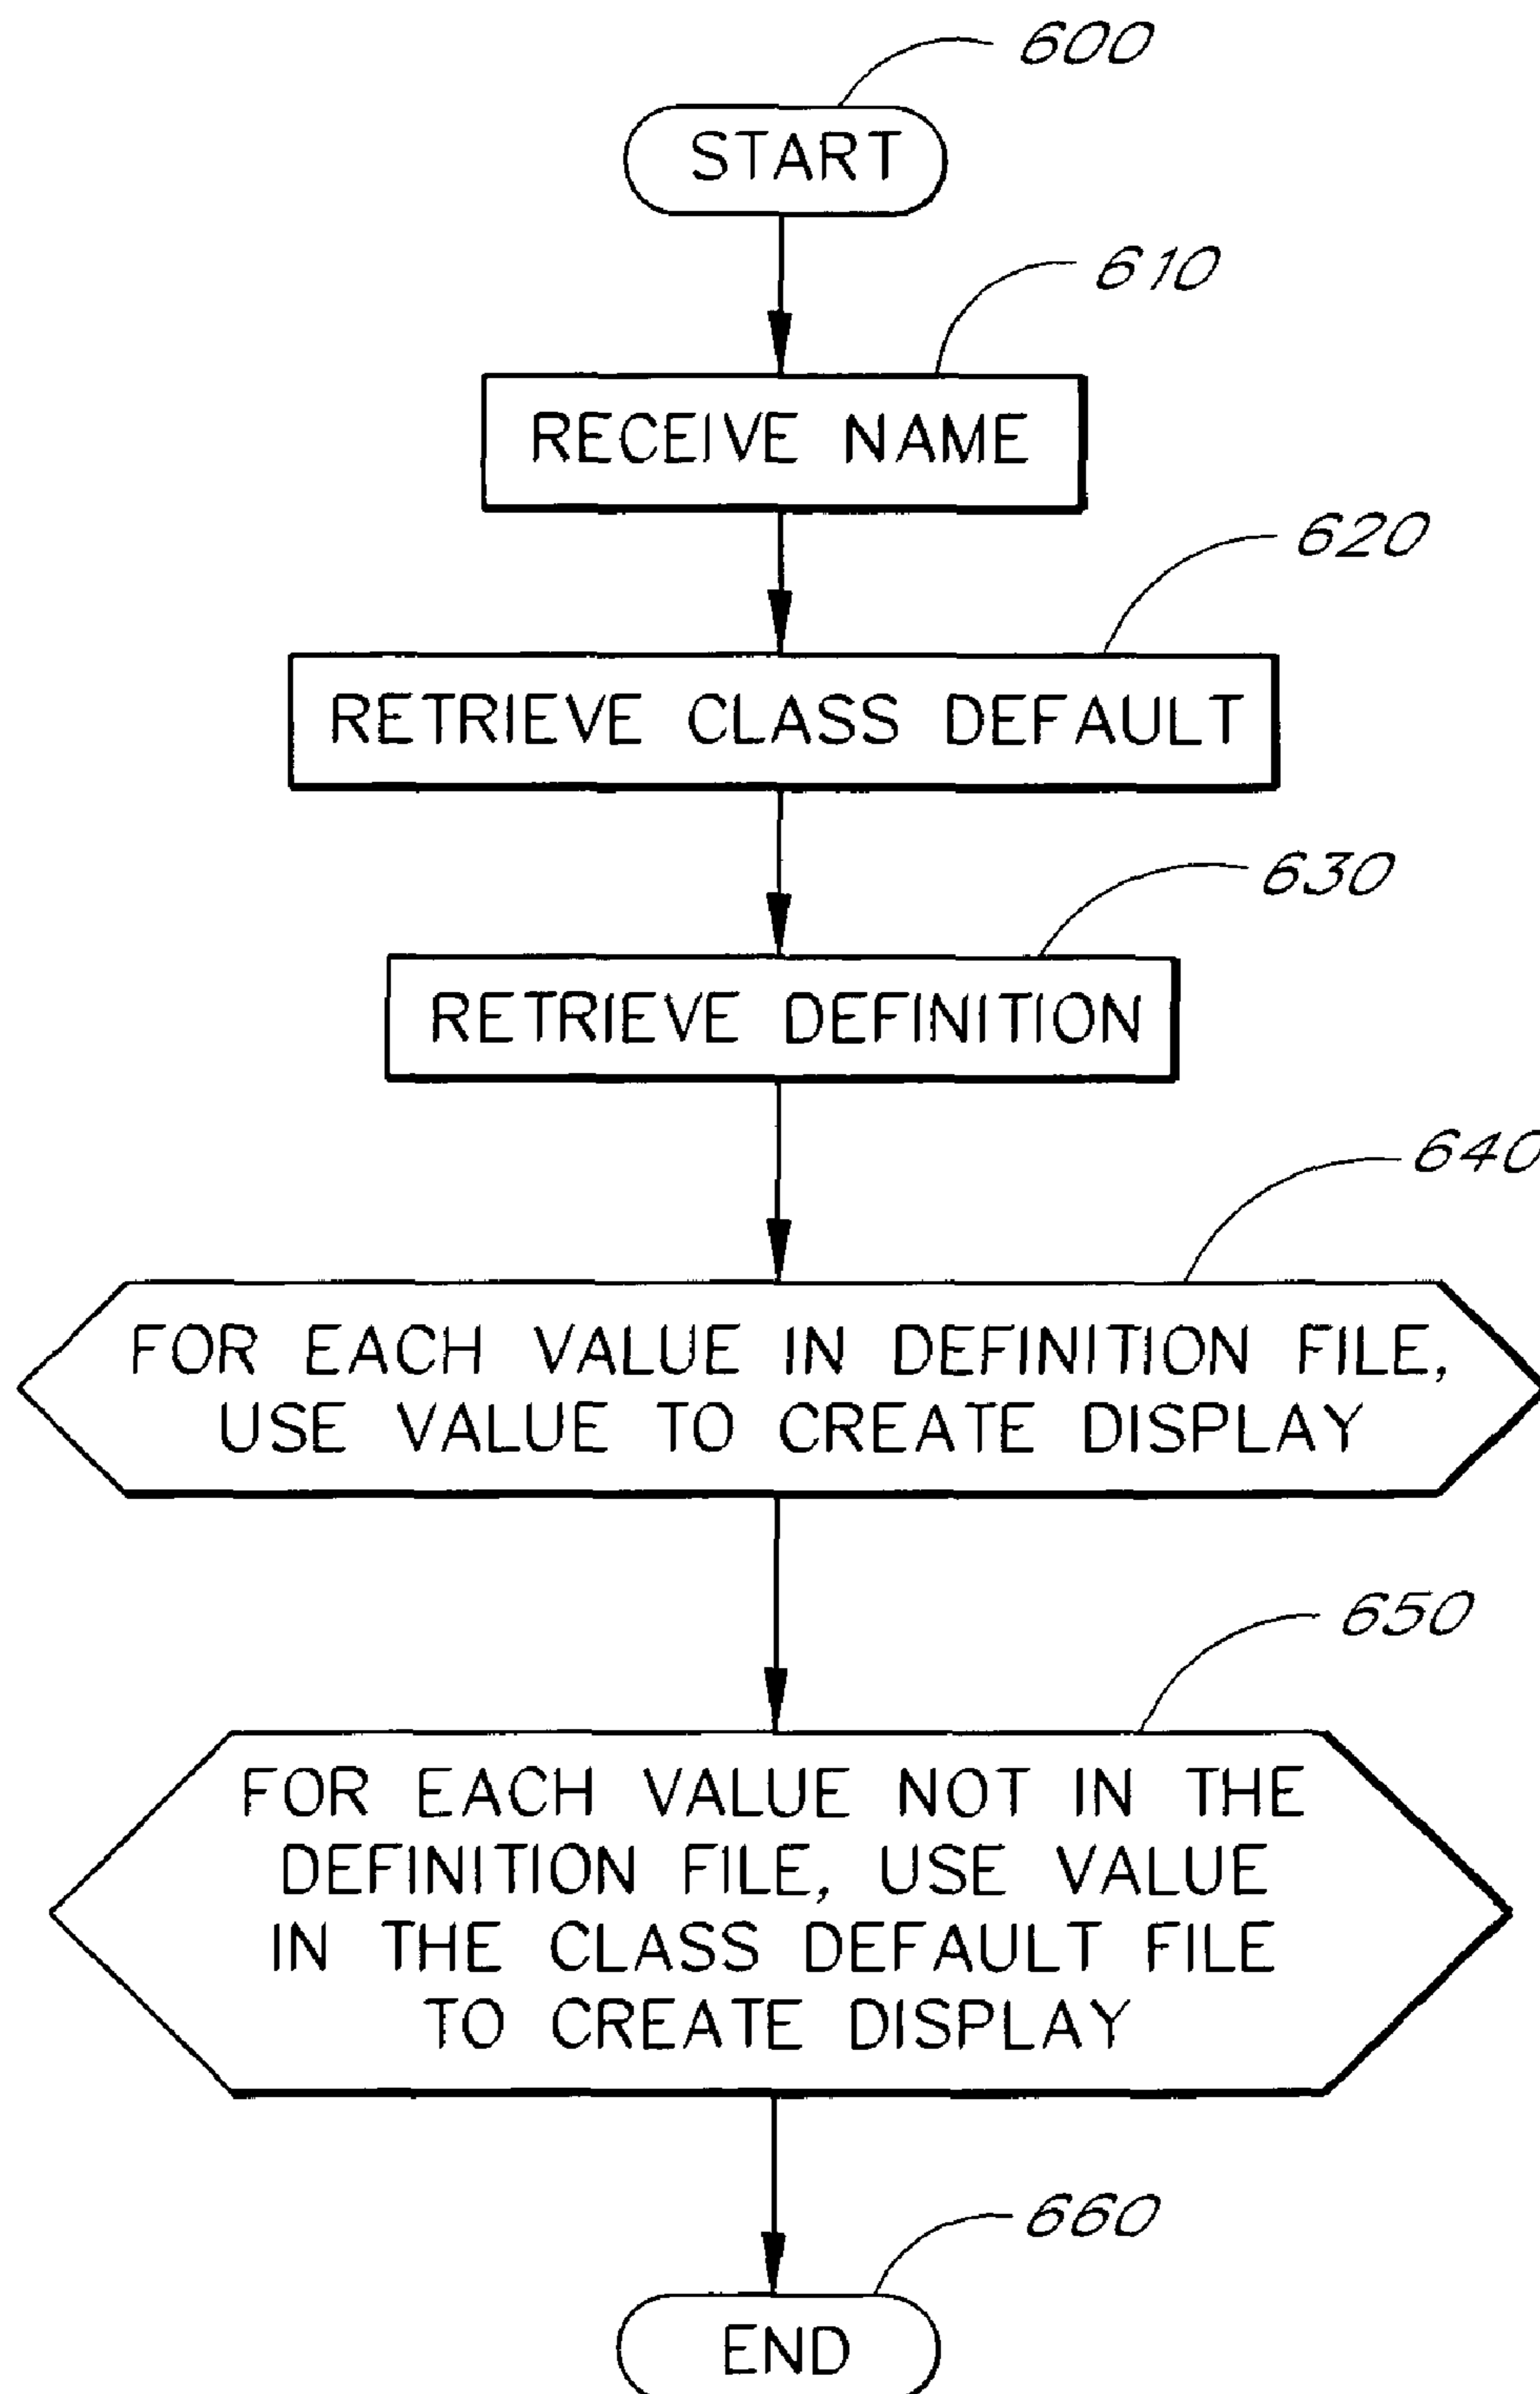 600
START
610
RECEIVE NAME
620
RETRIEVE CLASS DEFAULT
630
RETRIEVE DEFINITION
640
FOR EACH VALUE IN DEFINITION FILE,
USE VALUE TO CREATE DISPLAY
650
FOR EACH VALUE NOT IN THE
DEFINITION FILE, USE VALUE
IN THE CLASS DEFAULT FILE
TO CREATE DISPLAY
660
END